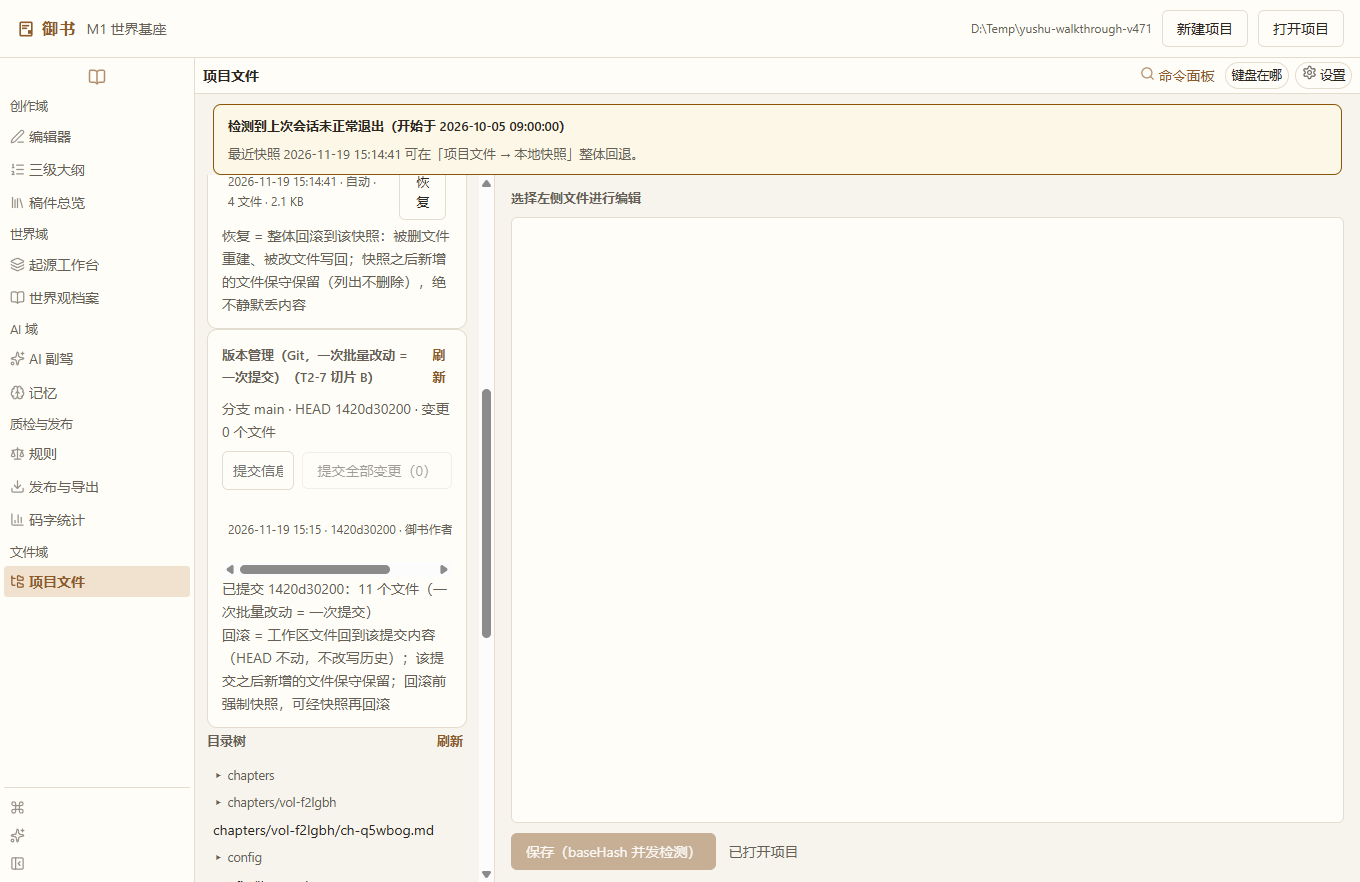 御书 M1 世界基座
D:\Temp\yushu-walkthrough-v471 新建项目 打开项目
创作域
编辑器
三级大纲
稿件总览
世界域
起源工作台
世界观档案
AI 域
AI 副驾
记忆
质检与发布
规则
发布与导出
码字统计
文件域
项目文件
项目文件
命令面板 键盘在哪 设置
检测到上次会话未正常退出（开始于 2026-10-05 09:00:00）
最近快照 2026-11-19 15:14:41 可在「项目文件 → 本地快照」整体回退。
2026-11-19 15:14:41 · 自动 ·
4 文件 · 2.1 KB
恢
复
恢复 = 整体回滚到该快照：被删文件
重建、被改文件写回；快照之后新增
的文件保守保留（列出不删除），绝
不静默丢内容
版本管理（Git，一次批量改动 =
一次提交）（T2-7 切片 B）
刷
新
分支 main · HEAD 1420d30200 · 变更
0 个文件
提交信息 提交全部变更（0）
2026-11-19 15:15 · 1420d30200 · 御书作者
已提交 1420d30200：11 个文件（一
次批量改动 = 一次提交）
回滚 = 工作区文件回到该提交内容
（HEAD 不动，不改写历史）；该提
交之后新增的文件保守保留；回滚前
强制快照，可经快照再回滚
目录树 刷新
chapters
chapters/vol-f2lgbh
chapters/vol-f2lgbh/ch-q5wbog.md
config
选择左侧文件进行编辑
保存（baseHash 并发检测） 已打开项目